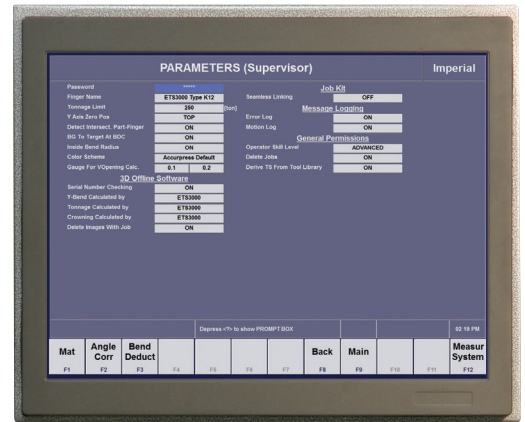 PARAMETERS (Supervisor)
Imperial
Password *****
Finger Name ETS3000 Type K12
Tonnage Limit 250 [ton]
Y Axis Zero Pos TOP
Detect Intersect. Part-Finger ON
BG To Target At BDC ON
Inside Bend Radius ON
Color Scheme Accurpress Default
Gauge For VOpening Calc. 0.1 0.2
3D Offline Software
Serial Number Checking ON
Y-Bend Calculated by ETS3000
Tonnage Calculated by ETS3000
Crowning Calculated by ETS3000
Delete Images With Job ON
Job Kit
Seamless Linking OFF
Message Logging
Error Log ON
Motion Log ON
General Permissions
Operator Skill Level ADVANCED
Delete Jobs ON
Derive TS From Tool Library ON
Depress <?> to show PROMPT BOX
02 19 PM
Mat
Angle Corr
Bend Deduct
Back
Main
Measur System
F1 F2 F3 F4 F5 F6 F7 F8 F9 F10 F11 F12